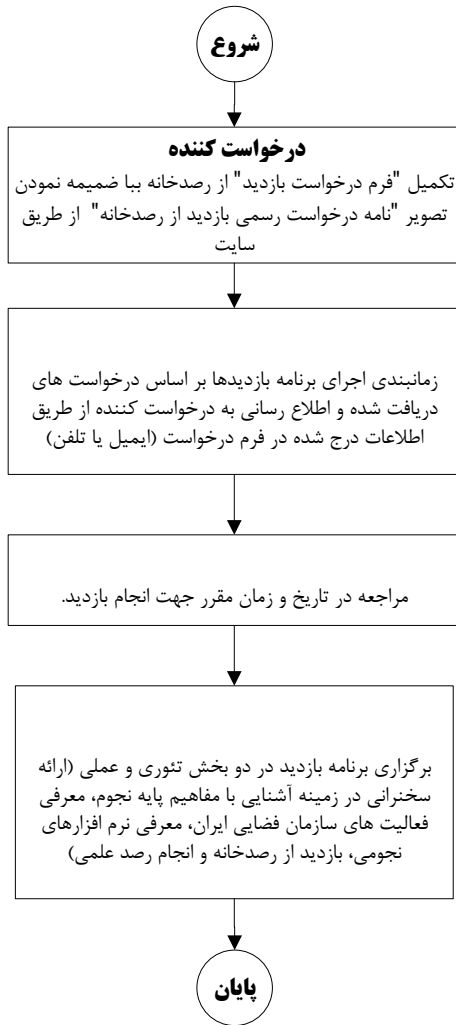 شروع
درخواست کننده
تکمیل "فرم درخواست بازدید" از رصدخانه ببا ضمیمه نمودن
تصویر "نامه درخواست رسمی بازدید از رصدخانه" از طریق
سایت
زمانبندی اجرای برنامه بازدیدها بر اساس درخواست های
دریافت شده و اطلاع رسانی به درخواست کننده از طریق
اطلاعات درج شده در فرم درخواست (ایمیل یا تلفن)
مراجعه در تاریخ و زمان مقرر جهت انجام بازدید.
برگزاری برنامه بازدید در دو بخش تئوری و عملی (ارائه
سخنرانی در زمینه آشنایی با مفاهیم پایه نجوم، معرفی
فعالیت های سازمان فضایی ایران، معرفی نرم افزارهای
نجومی، بازدید از رصدخانه و انجام رصد علمی)
پایان